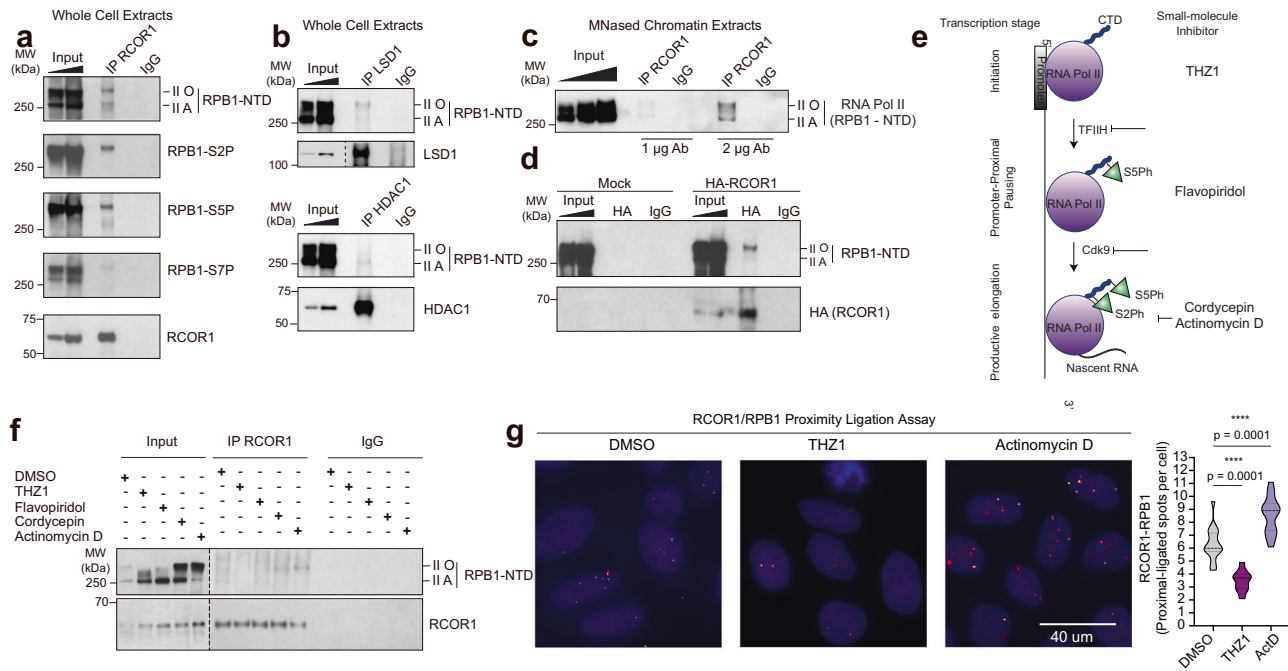 a
Whole Cell Extracts
MW
(kDa)
Input
IP RCOR1
IgG
250
II O
II A
RPB1-NTD
250
RPB1-S2P
250
RPB1-S5P
250
RPB1-S7P
75
50
RCOR1
b
Whole Cell Extracts
MW
(kDa)
Input
IP LSD1
IgG
250
II O
II A
RPB1-NTD
100
LSD1
MW
(kDa)
Input
IP HDAC1
IgG
250
II O
II A
RPB1-NTD
75
50
HDAC1
c
MNased Chromatin Extracts
MW
(kDa)
Input
IP RCOR1
IgG
IP RCOR1
IgG
250
II O
II A
RNA Pol II
(RPB1 - NTD)
1 µg Ab
2 µg Ab
d
Mock
HA-RCOR1
MW
(kDa)
Input
HA
IgG
Input
HA
IgG
250
II O
II A
RPB1-NTD
70
HA (RCOR1)
e
Transcription stage
CTD
Small-molecule
Inhibitor
5'
Promoter
Initiation
RNA Pol II
THZ1
TFIIH
Promoter-Proximal
Pausing
S5Ph
RNA Pol II
Flavopiridol
Cdk9
Productive elongation
S5Ph
S2Ph
RNA Pol II
Cordycepin
Actinomycin D
Nascent RNA
3'
f
Input
IP RCOR1
IgG
DMSO + - - - - + - - - - + - - - -
THZ1 - + - - - - + - - - - + - - -
Flavopiridol - - + - - - - + - - - - + - -
Cordycepin - - - + - - - - + - - - - + -
Actinomycin D - - - - + - - - - + - - - - +
MW
(kDa)
250
II O
II A
RPB1-NTD
70
RCOR1
g
RCOR1/RPB1 Proximity Ligation Assay
DMSO
THZ1
Actinomycin D
40 um
****
p = 0.0001
****
p = 0.0001
RCOR1-RPB1
(Proximal-ligated spots per cell)
13
12
11
10
9
8
7
6
5
4
3
2
1
0
DMSO
THZ1
ActD